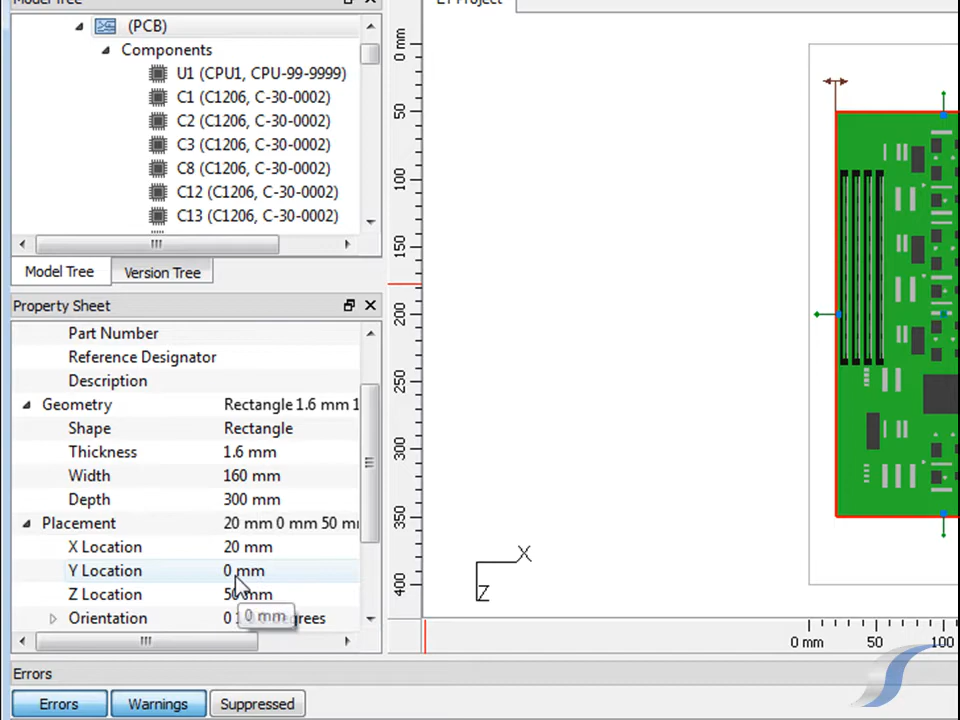 Model Tree
ET Project
(PCB)
Components
U1 (CPU1, CPU-99-9999)
C1 (C1206, C-30-0002)
C2 (C1206, C-30-0002)
C3 (C1206, C-30-0002)
C8 (C1206, C-30-0002)
C12 (C1206, C-30-0002)
C13 (C1206, C-30-0002)
Model Tree
Version Tree
Property Sheet
Part Number
Reference Designator
Description
Geometry Rectangle 1.6 mm 1
Shape Rectangle
Thickness 1.6 mm
Width 160 mm
Depth 300 mm
Placement 20 mm 0 mm 50 m
X Location 20 mm
Y Location 0 mm
Z Location 50 mm
0 mm
Orientation 0
0 mm
50
100
150
200
250
300
350
400
X
Z
0 mm
50
100
Errors
Errors
Warnings
Suppressed